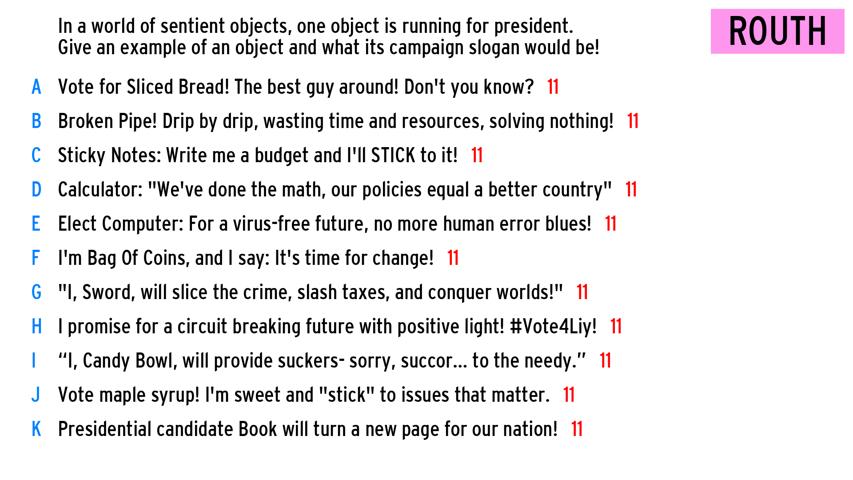 In a world of sentient objects, one object is running for president.
Give an example of an object and what its campaign slogan would be!
ROUTH
A Vote for Sliced Bread! The best guy around! Don't you know? 11
B Broken Pipe! Drip by drip, wasting time and resources, solving nothing! 11
C Sticky Notes: Write me a budget and I'll STICK to it! 11
D Calculator: "We've done the math, our policies equal a better country" 11
E Elect Computer: For a virus-free future, no more human error blues! 11
F I'm Bag Of Coins, and I say: It's time for change! 11
G "I, Sword, will slice the crime, slash taxes, and conquer worlds!" 11
H I promise for a circuit breaking future with positive light! #Vote4Liy! 11
I “I, Candy Bowl, will provide suckers- sorry, succor... to the needy.” 11
J Vote maple syrup! I'm sweet and "stick" to issues that matter. 11
K Presidential candidate Book will turn a new page for our nation! 11